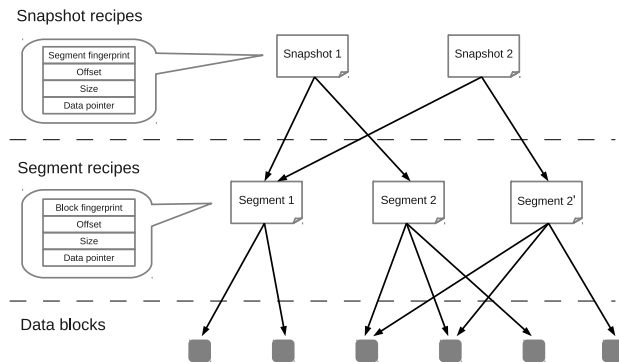 Snapshot recipes
Segment fingerprint
Offset
Size
Data pointer
Snapshot 1
Snapshot 2
Segment recipes
Block fingerprint
Offset
Size
Data pointer
Segment 1
Segment 2
Segment 2'
Data blocks